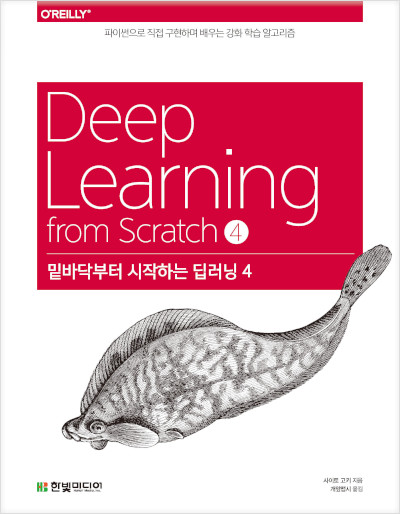 O'REILLY®
파이썬으로 직접 구현하며 배우는 강화 학습 알고리즘
Deep
Learning
from Scratch 4
밑바닥부터 시작하는 딥러닝 4
한빛미디어
Hanbit Media, Inc.
사이토 고키 지음
개앞맵시 옮김